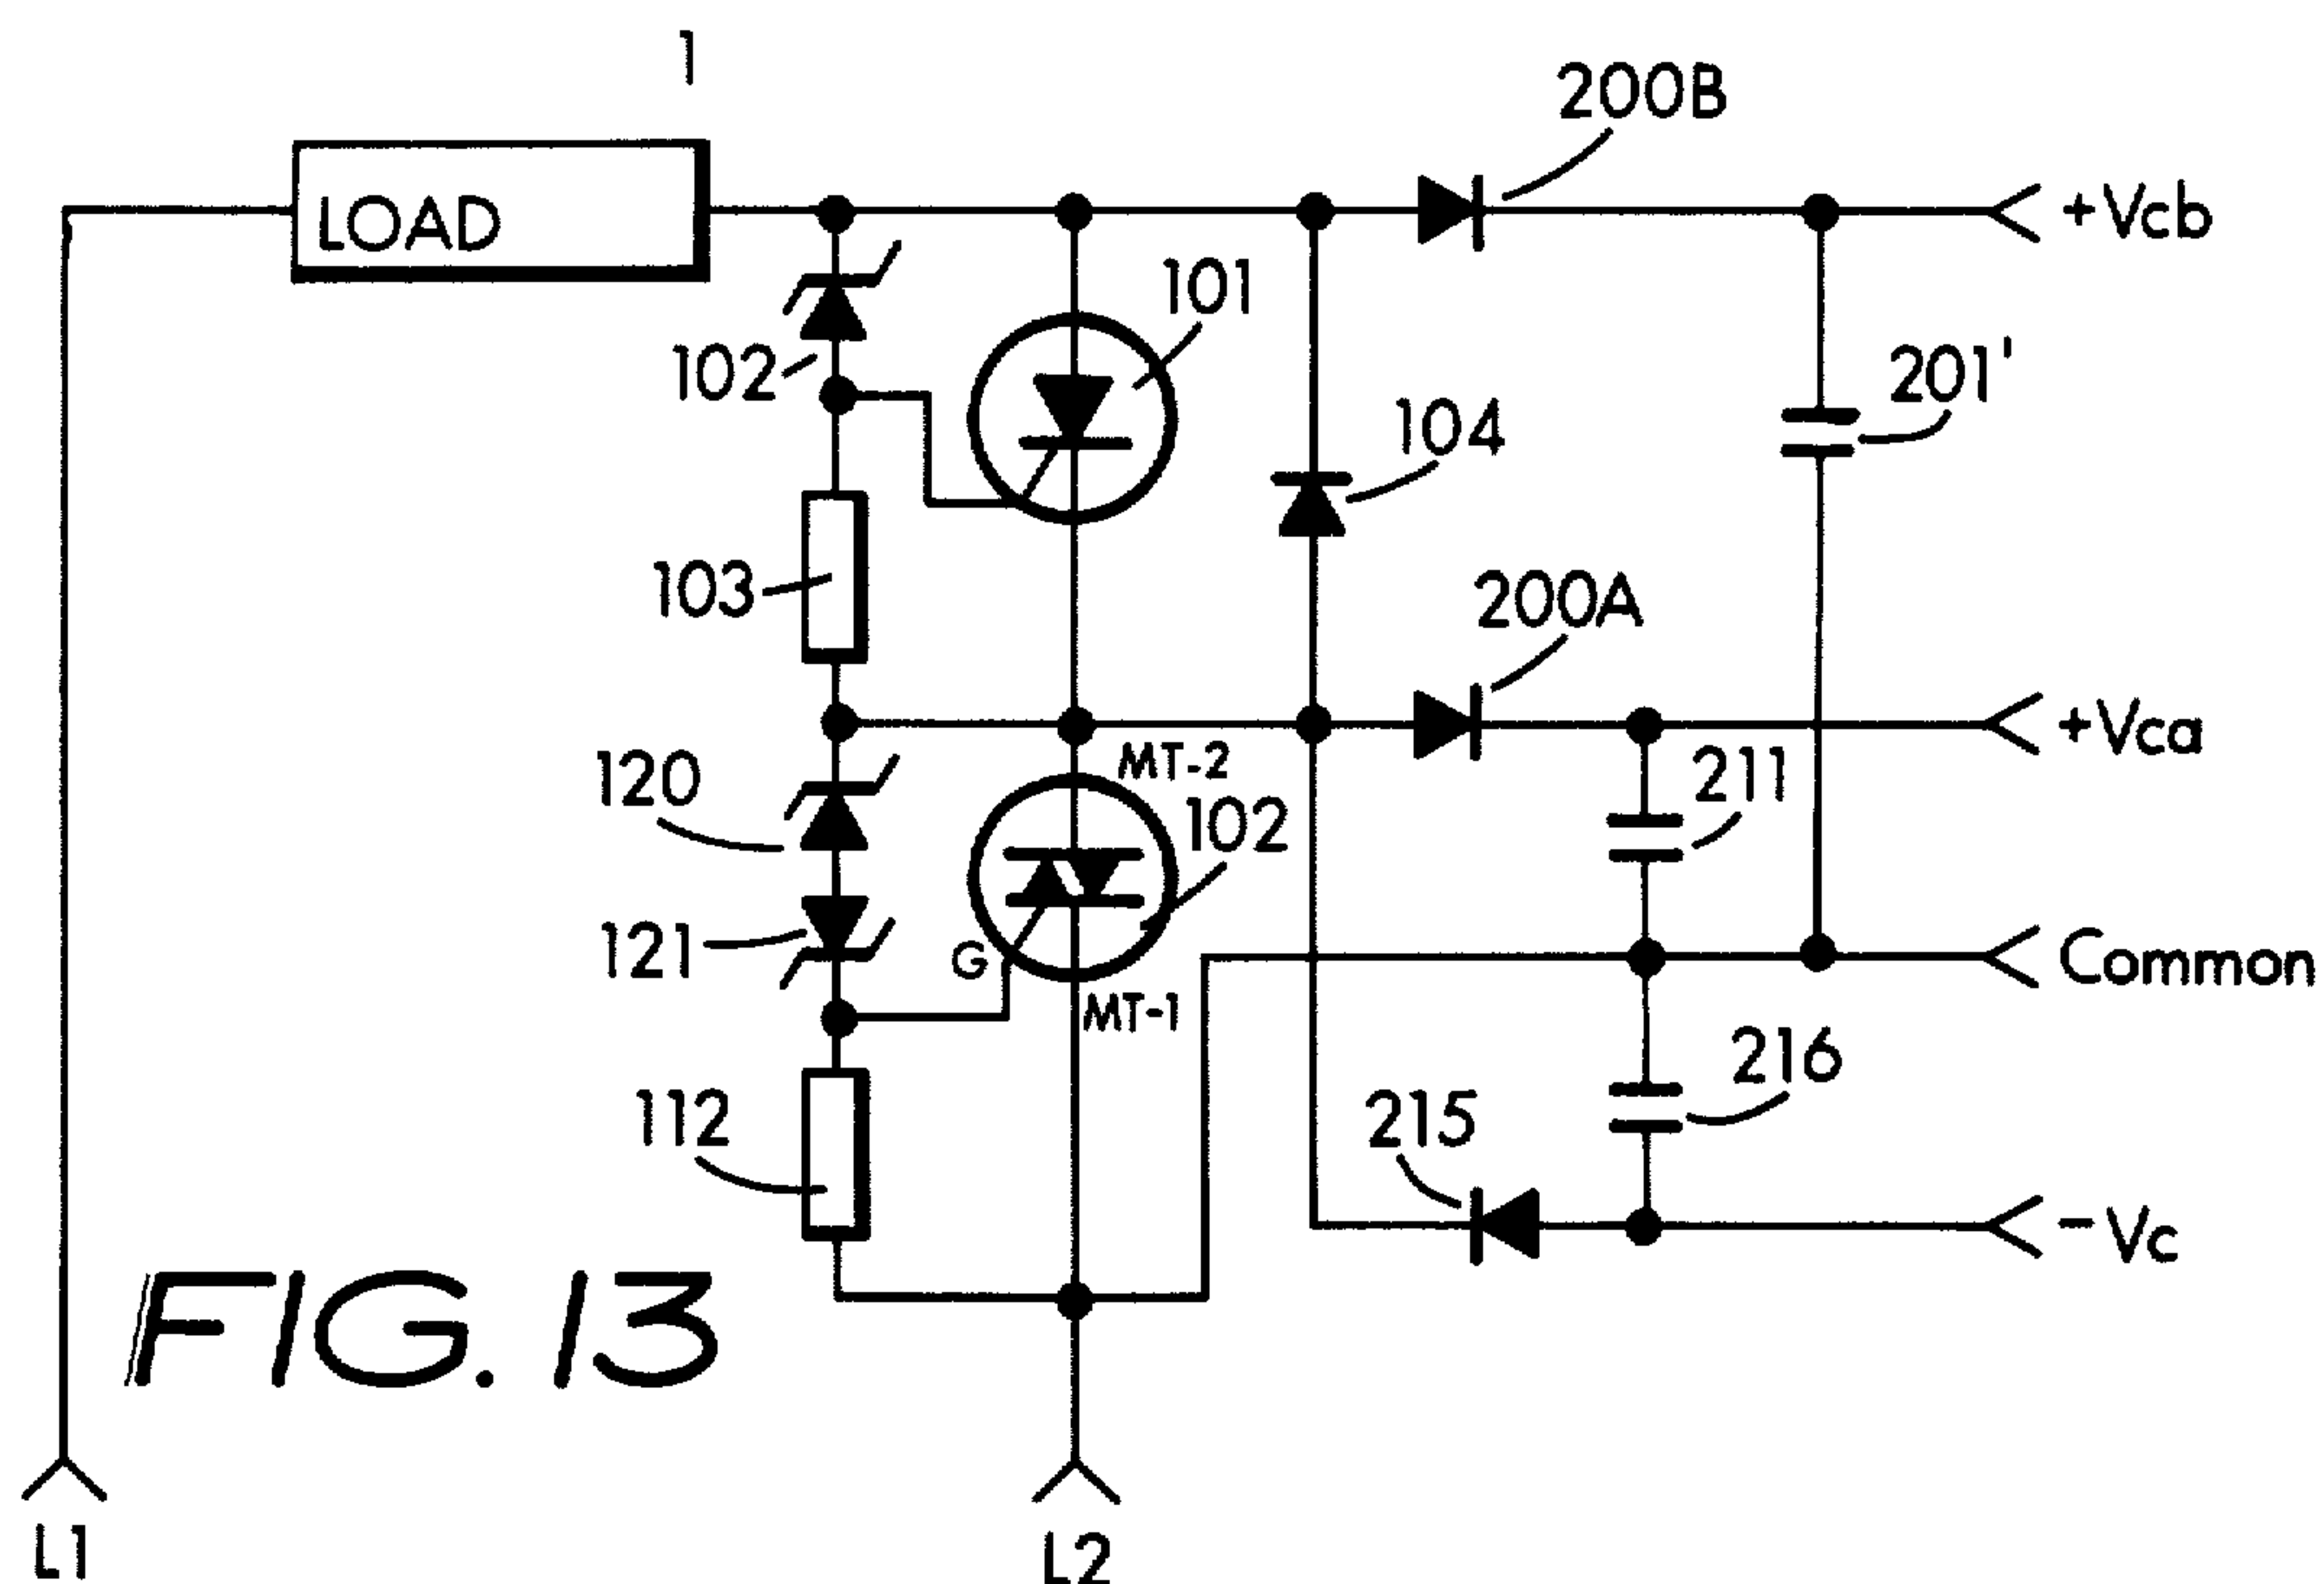 1
200B
LOAD
+Vcb
101
102
201'
104
103
200A
+Vca
MT-2
120
211
102
121
G
Common
MT-1
216
112
215
-Vc
FIG. 13
L1
L2